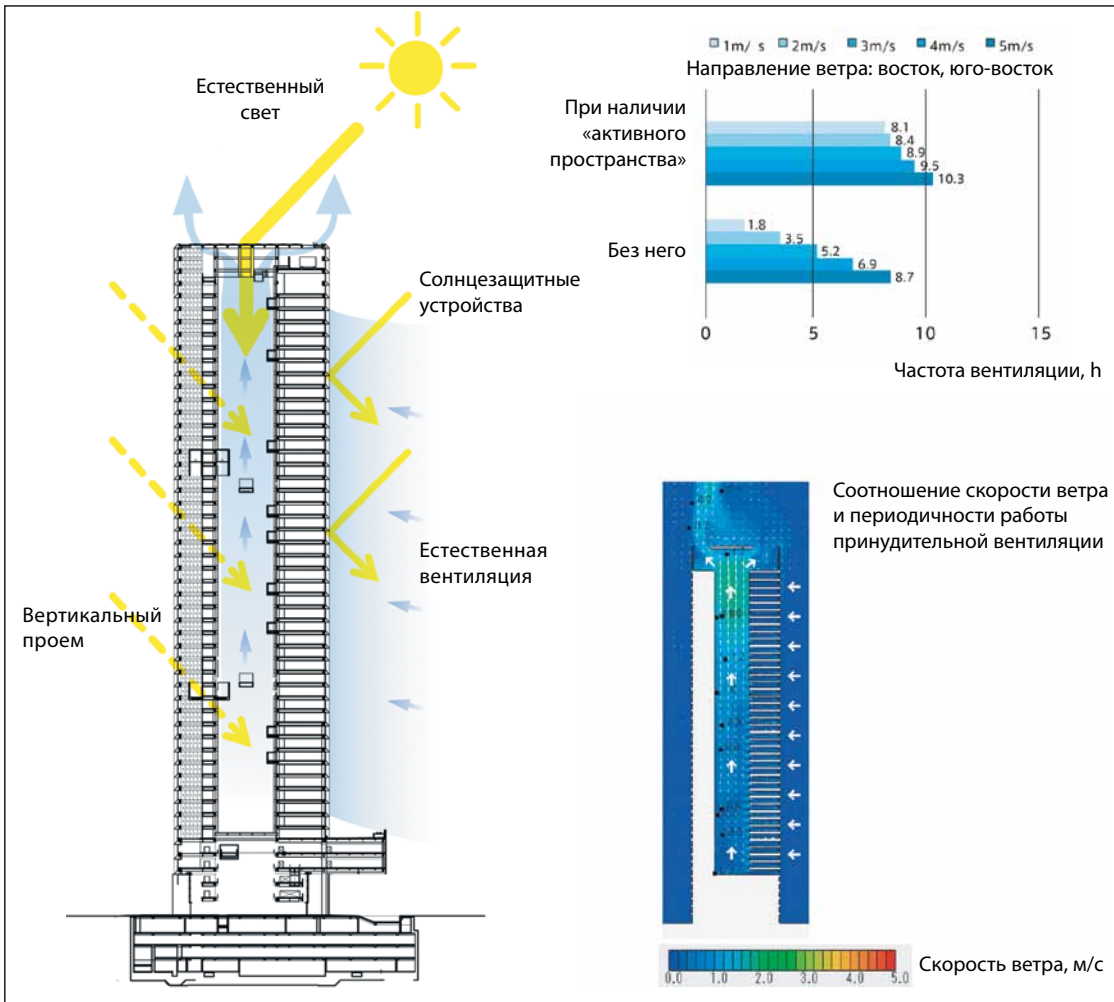 Естественный
свет
Солнцезащитные
устройства
Естественная
вентиляция
Вертикальный
проем
1m/ s 2m/s 3m/s 4m/s 5m/s
Направление ветра: восток, юго-восток
При наличии
«активного
пространства»
8.1
8.4
8.9
9.5
10.3
Без него
1.8
3.5
5.2
6.9
8.7
0 5 10 15
Частота вентиляции, h
Соотношение скорости ветра
и периодичности работы
принудительной вентиляции
0.0 1.0 2.0 3.0 4.0 5.0
Скорость ветра, м/с